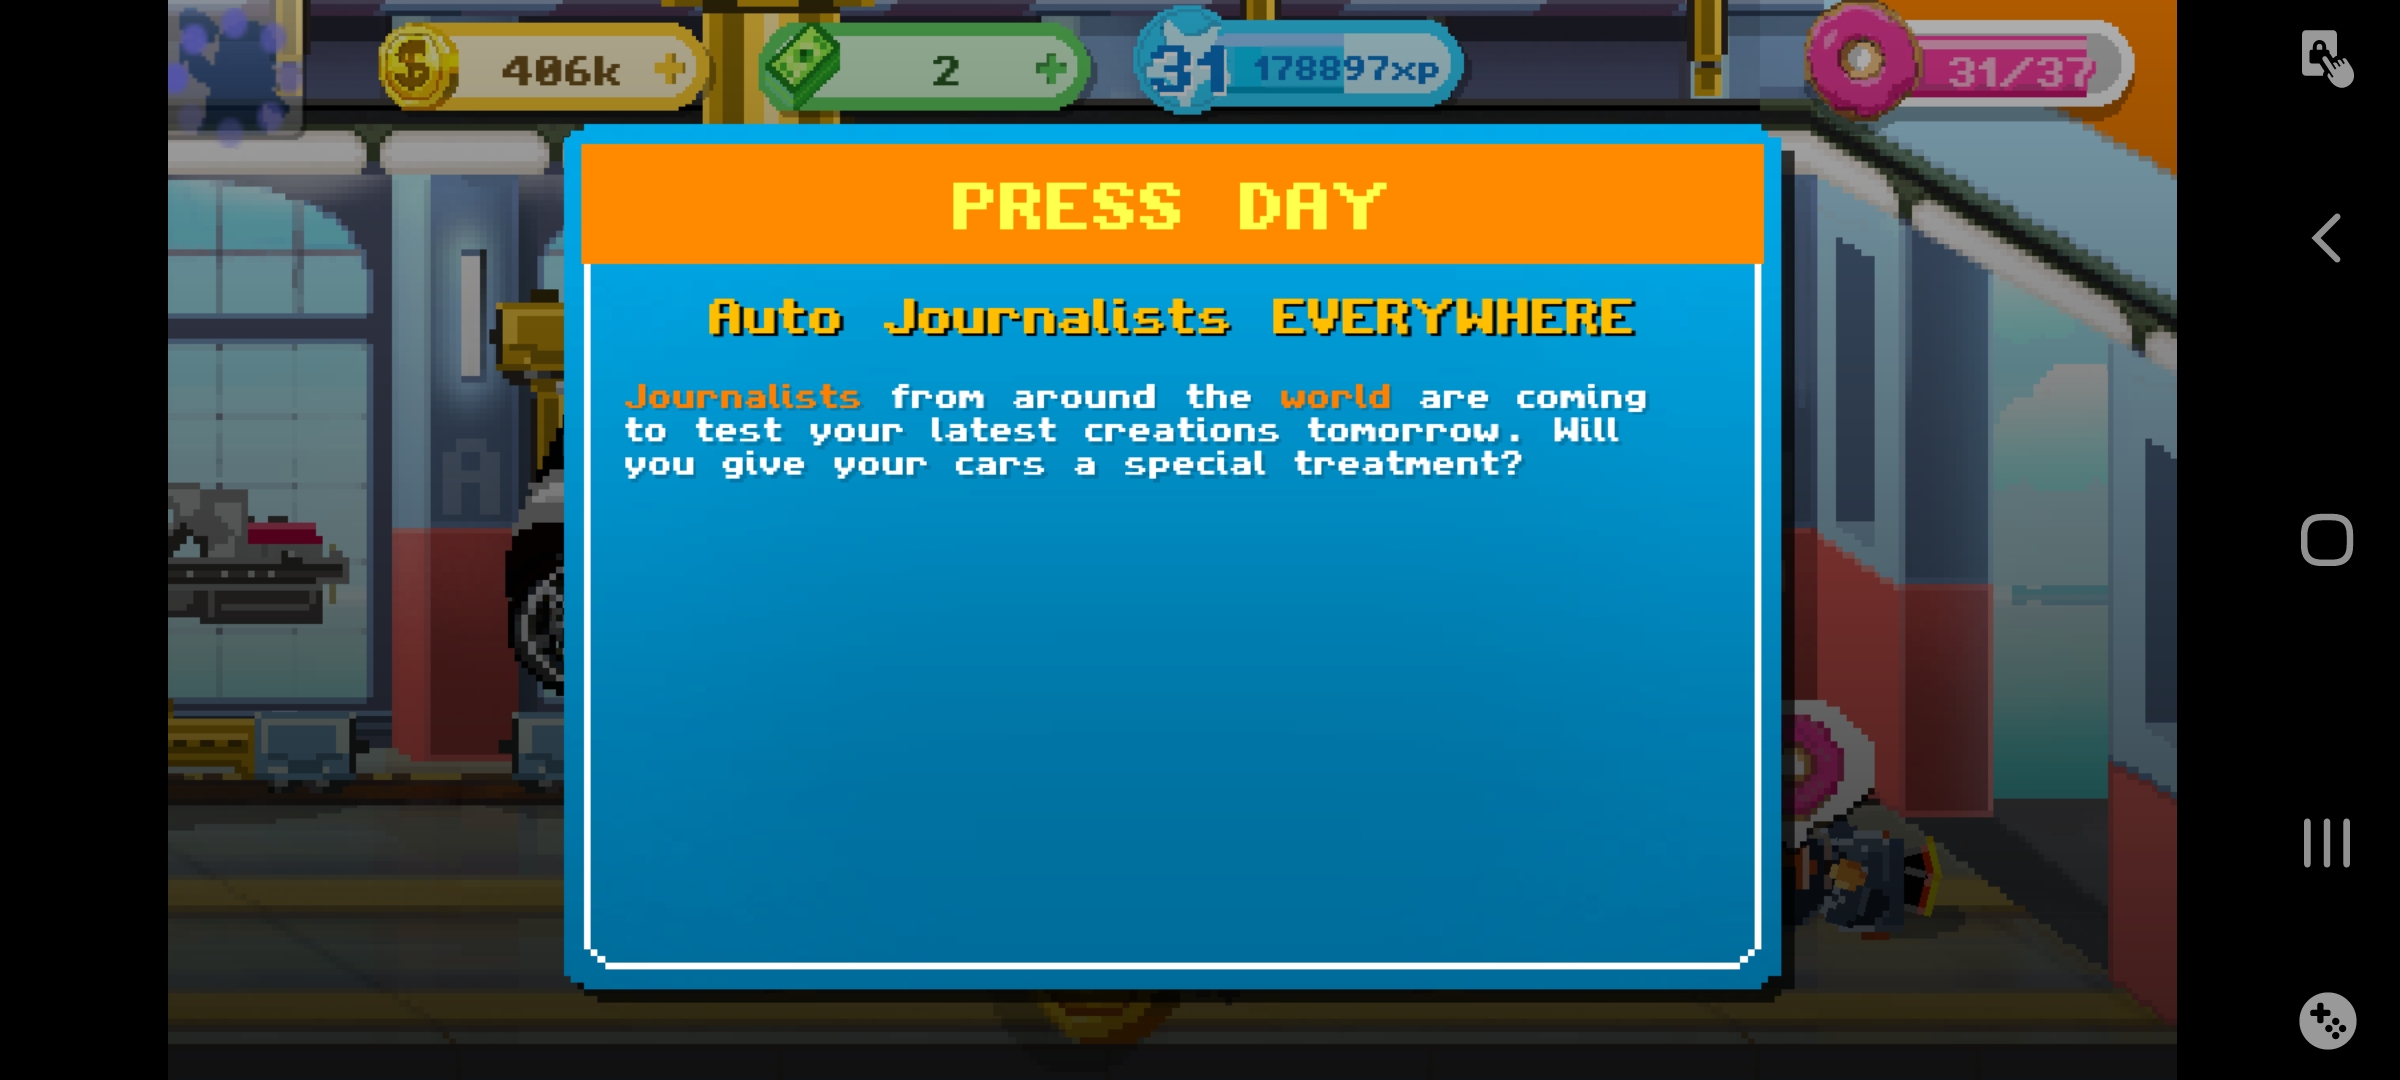 406k + 2 + 31 178897xp 31/37
PRESS DAY
Auto Journalists EVERYWHERE
Journalists from around the world are coming
to test your latest creations tomorrow. Will
you give your cars a special treatment?
A